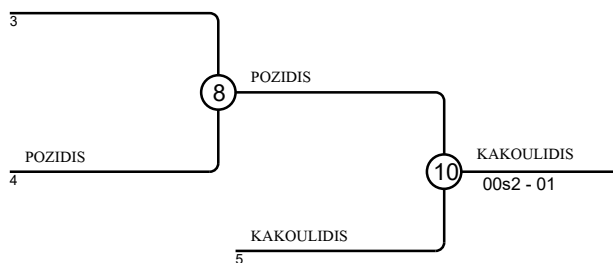 3
8
POZIDIS
POZIDIS
4
10
KAKOULIDIS
00s2 - 01
KAKOULIDIS
5